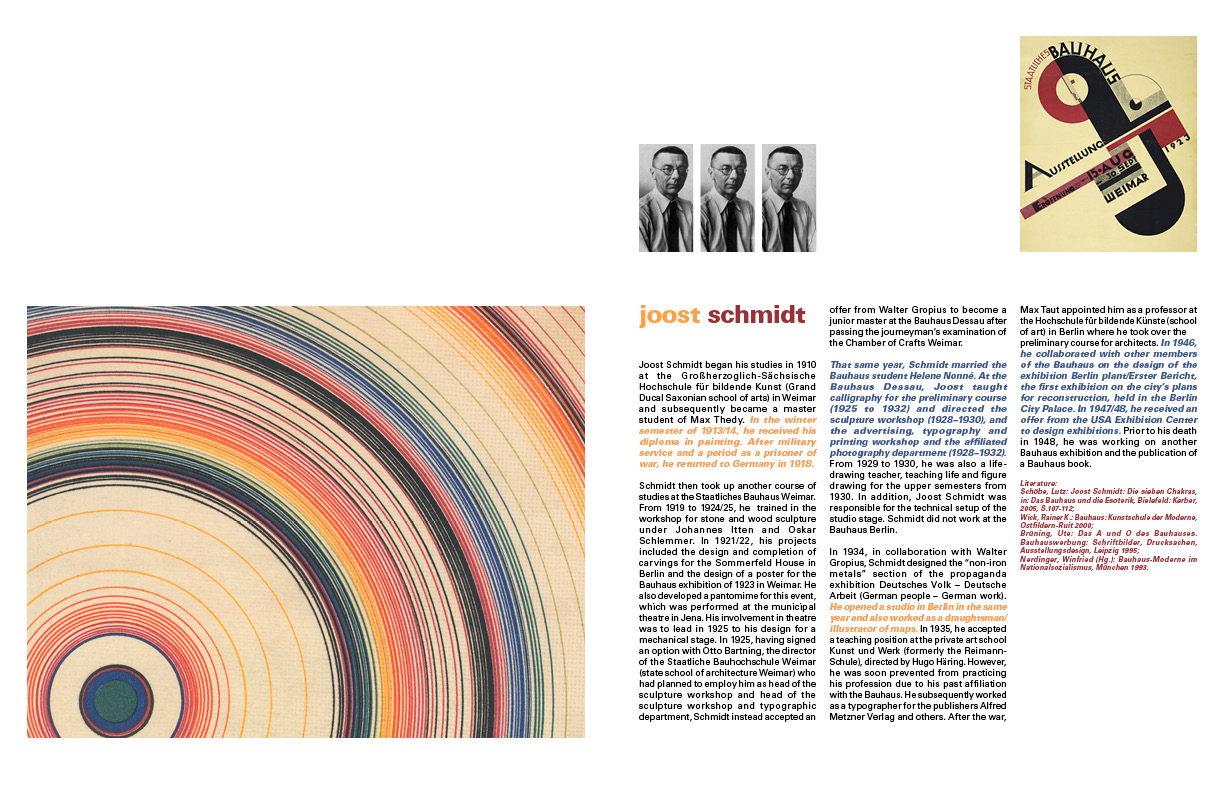 STAATLICHES
BAUHAUS
AUSSTELLUNG
1923
ERÖFFNUNG
15·AUG
30 SEPT
WEIMAR
joost schmidt
Joost Schmidt began his studies in 1910
at the Großherzoglich-Sächsische
Hochschule für bildende Kunst (Grand
Ducal Saxonian school of arts) in Weimar
and subsequently became a master
student of Max Thedy. In the winter
semester of 1913/14, he received his
diploma in painting. After military
service and a period as a prisoner of
war, he returned to Germany in 1918.
Schmidt then took up another course of
studies at the Staatliches Bauhaus Weimar.
From 1919 to 1924/25, he trained in the
workshop for stone and wood sculpture
under Johannes Itten and Oskar
Schlemmer. In 1921/22, his projects
included the design and completion of
carvings for the Sommerfeld House in
Berlin and the design of a poster for the
Bauhaus exhibition of 1923 in Weimar. He
also developed a pantomime for this event,
which was performed at the municipal
theatre in Jena. His involvement in theatre
was to lead in 1925 to his design for a
mechanical stage. In 1925, having signed
an option with Otto Bartning, the director
of the Staatliche Bauhochschule Weimar
(state school of architecture Weimar) who
had planned to employ him as head of the
sculpture workshop and head of the
sculpture workshop and typographic
department, Schmidt instead accepted an
offer from Walter Gropius to become a
junior master at the Bauhaus Dessau after
passing the journeyman's examination of
the Chamber of Crafts Weimar.
That same year, Schmidt married the
Bauhaus student Helene Nonné. At the
Bauhaus Dessau, Joost taught
calligraphy for the preliminary course
(1925 to 1932) and directed the
sculpture workshop (1928–1930), and
the advertising, typography and
printing workshop and the affiliated
photography department (1928–1932).
From 1929 to 1930, he was also a life-
drawing teacher, teaching life and figure
drawing for the upper semesters from
1930. In addition, Joost Schmidt was
responsible for the technical setup of the
studio stage. Schmidt did not work at the
Bauhaus Berlin.
In 1934, in collaboration with Walter
Gropius, Schmidt designed the "non-iron
metals" section of the propaganda
exhibition Deutsches Volk – Deutsche
Arbeit (German people – German work).
He opened a studio in Berlin in the same
year and also worked as a draughtsman/
illustrator of maps. In 1935, he accepted
a teaching position at the private art school
Kunst und Werk (formerly the Reimann-
Schule), directed by Hugo Häring. However,
he was soon prevented from practicing
his profession due to his past affiliation
with the Bauhaus. He subsequently worked
as a typographer for the publishers Alfred
Metzner Verlag and others. After the war,
Max Taut appointed him as a professor at
the Hochschule für bildende Künste (school
of art) in Berlin where he took over the
preliminary course for architects. In 1946,
he collaborated with other members
of the Bauhaus on the design of the
exhibition Berlin plant/Erster Bericht,
the first exhibition on the city's plans
for reconstruction, held in the Berlin
City Palace. In 1947/48, he received an
offer from the USA Exhibition Center
to design exhibitions. Prior to his death
in 1948, he was working on another
Bauhaus exhibition and the publication of
a Bauhaus book.
Literature:
Schöbe, Lutz: Joost Schmidt: Die sieben Chakras,
in: Das Bauhaus und die Esoterik, Bielefeld: Kerber,
2005, S.107-112;
Wick, Rainer K.: Bauhaus: Kunstschule der Moderne,
Ostfildern-Ruit 2000;
Brüning, Ute: Das A und O des Bauhauses.
Bauhauswerbung: Schriftbilder, Drucksachen,
Ausstellungsdesign, Leipzig 1995;
Nerdinger, Winfried (Hg.): Bauhaus-Moderne im
Nationalsozialismus, München 1993.